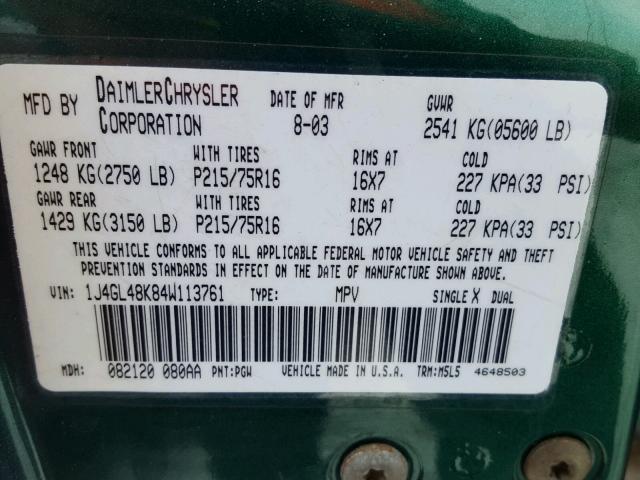 MFD BY DAIMLERCHRYSLER CORPORATION DATE OF MFR 8-03 GVWR 2541 KG(05600 LB)
GAWR FRONT WITH TIRES RIMS AT COLD
1248 KG(2750 LB) P215/75R16 16X7 227 KPA(33 PSI)
GAWR REAR WITH TIRES RIMS AT COLD
1429 KG(3150 LB) P215/75R16 16X7 227 KPA(33 PSI)
THIS VEHICLE CONFORMS TO ALL APPLICABLE FEDERAL MOTOR VEHICLE SAFETY AND THEFT
PREVENTION STANDARDS IN EFFECT ON THE DATE OF MANUFACTURE SHOWN ABOVE.
VIN: 1J4GL48K84W113761 TYPE: MPV SINGLE X DUAL
MDH: 082120 080AA PNT:PGW VEHICLE MADE IN U.S.A. TRM:M5L5 4648503